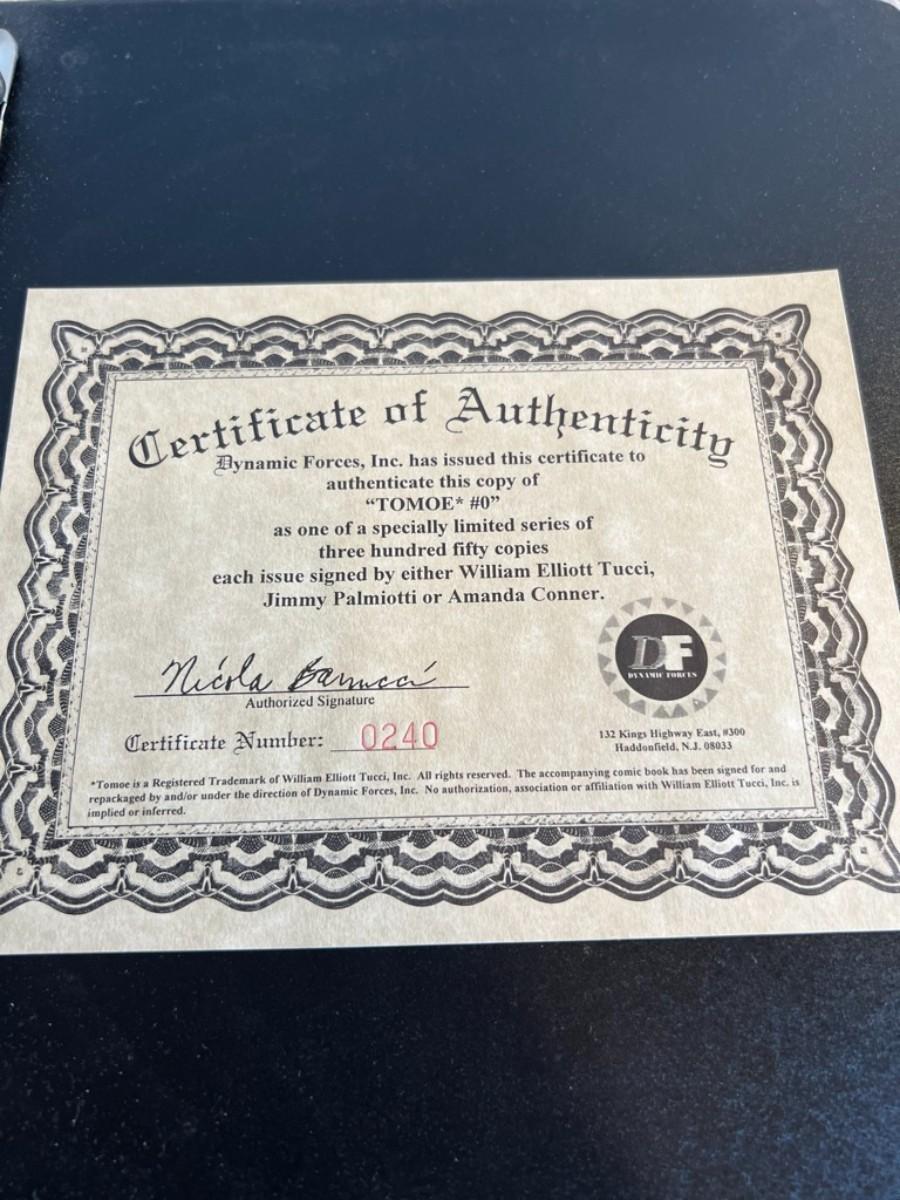 Certificate of Authenticity
Dynamic Forces, Inc. has issued this certificate to
authenticate this copy of
“TOMOE* #0”
as one of a specially limited series of
three hundred fifty copies
each issue signed by either William Elliott Tucci,
Jimmy Palmiotti or Amanda Conner.
Nicola Barrucci
Authorized Signature
Certificate Number: 0240
DF
DYNAMIC FORCES
132 Kings Highway East, #300
Haddonfield, N.J. 08033
*Tomoe is a Registered Trademark of William Elliott Tucci, Inc. All rights reserved. The accompanying comic book has been signed for and
repackaged by and/or under the direction of Dynamic Forces, Inc. No authorization, association or affiliation with William Elliott Tucci, Inc. is
implied or inferred.